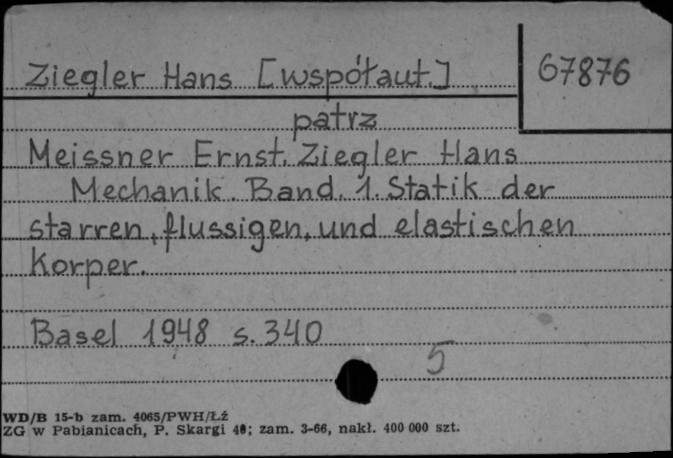 Ziegler Hans [współaut.]
67876
patrz
Meissner Ernst. Ziegler Hans
Mechanik. Band. 1. Statik der
starren, flussigen, und elastischen
Korper.
Basel 1948 s. 340
5
WD/B 15-b zam. 4065/PWH/Łź
ZG w Pabianicach, P. Skargi 40; zam. 3-66, nakł. 400 000 szt.